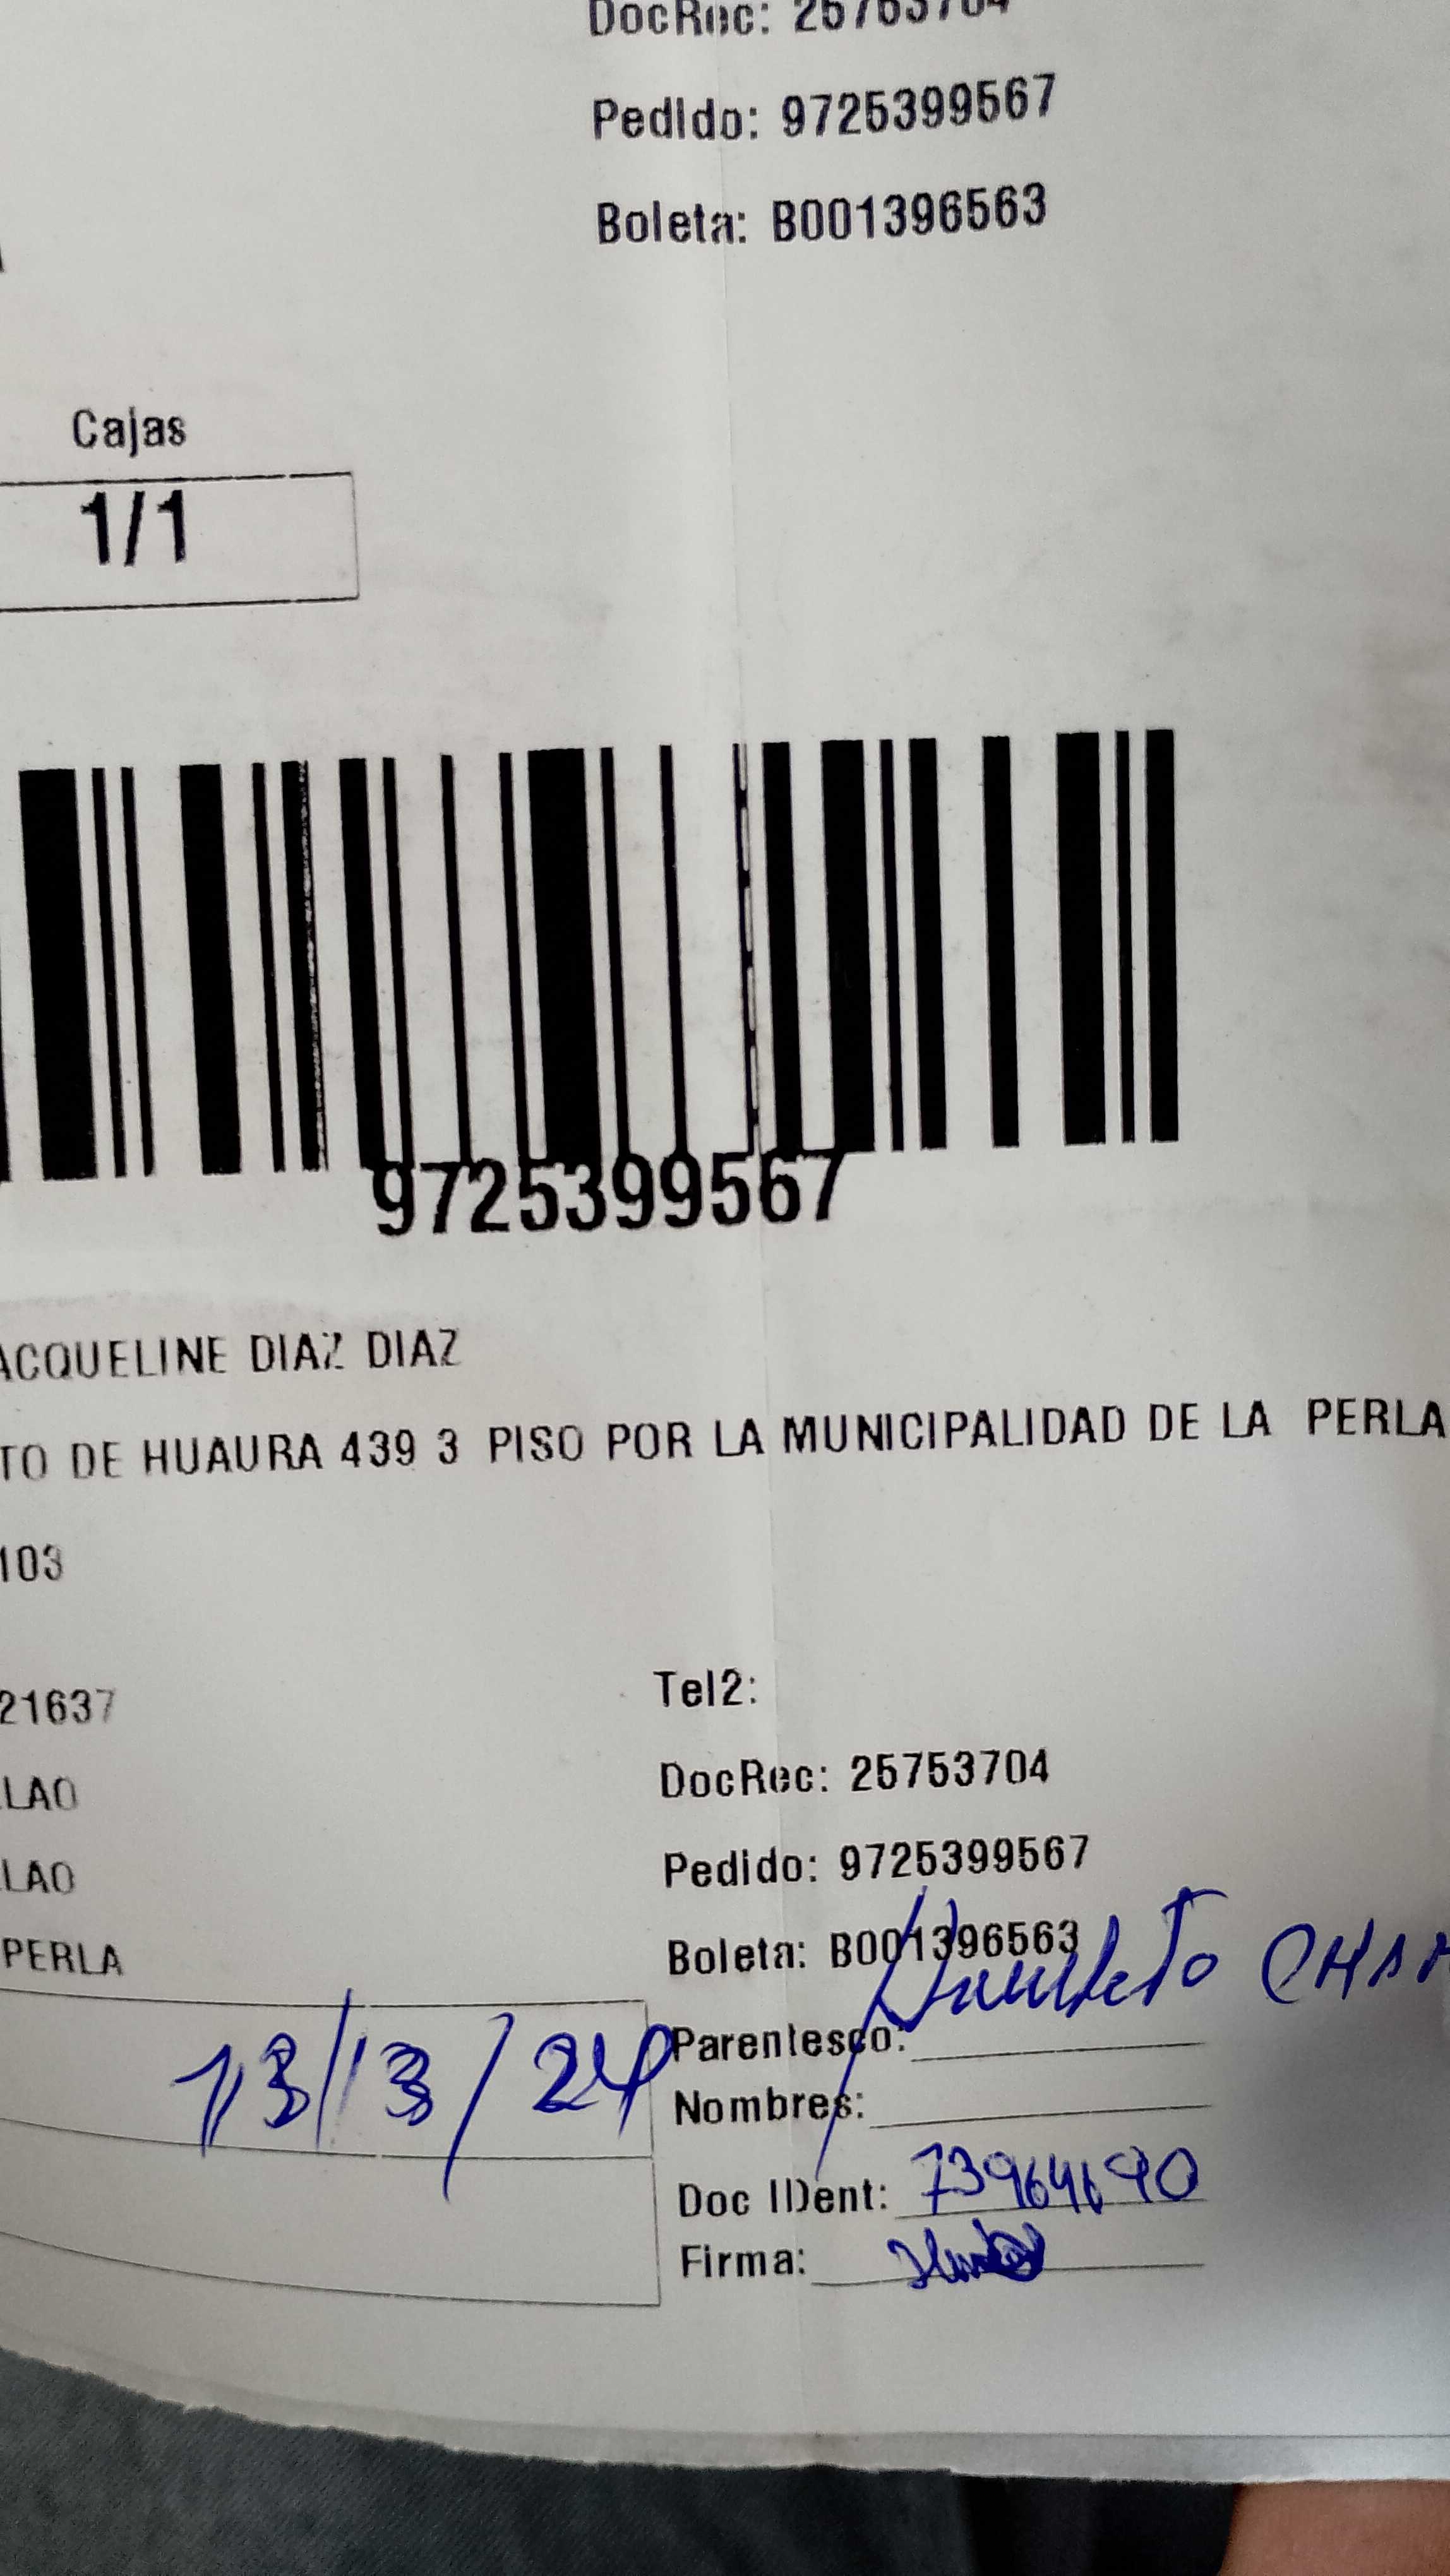 DocRec: 25753704
Pedido: 9725399567
Boleta: B001396563
Cajas
1/1
9725399567
ACQUELINE DIAZ DIAZ
TO DE HUAURA 439 3 PISO POR LA MUNICIPALIDAD DE LA PERLA
103
21637
Tel2:
LAO
DocRec: 25753704
LAO
Pedido: 9725399567
PERLA
Boleta: B001396563
13/3/24
Parentesco:
Nombres:
Doc IDent: 73964690
Firma: